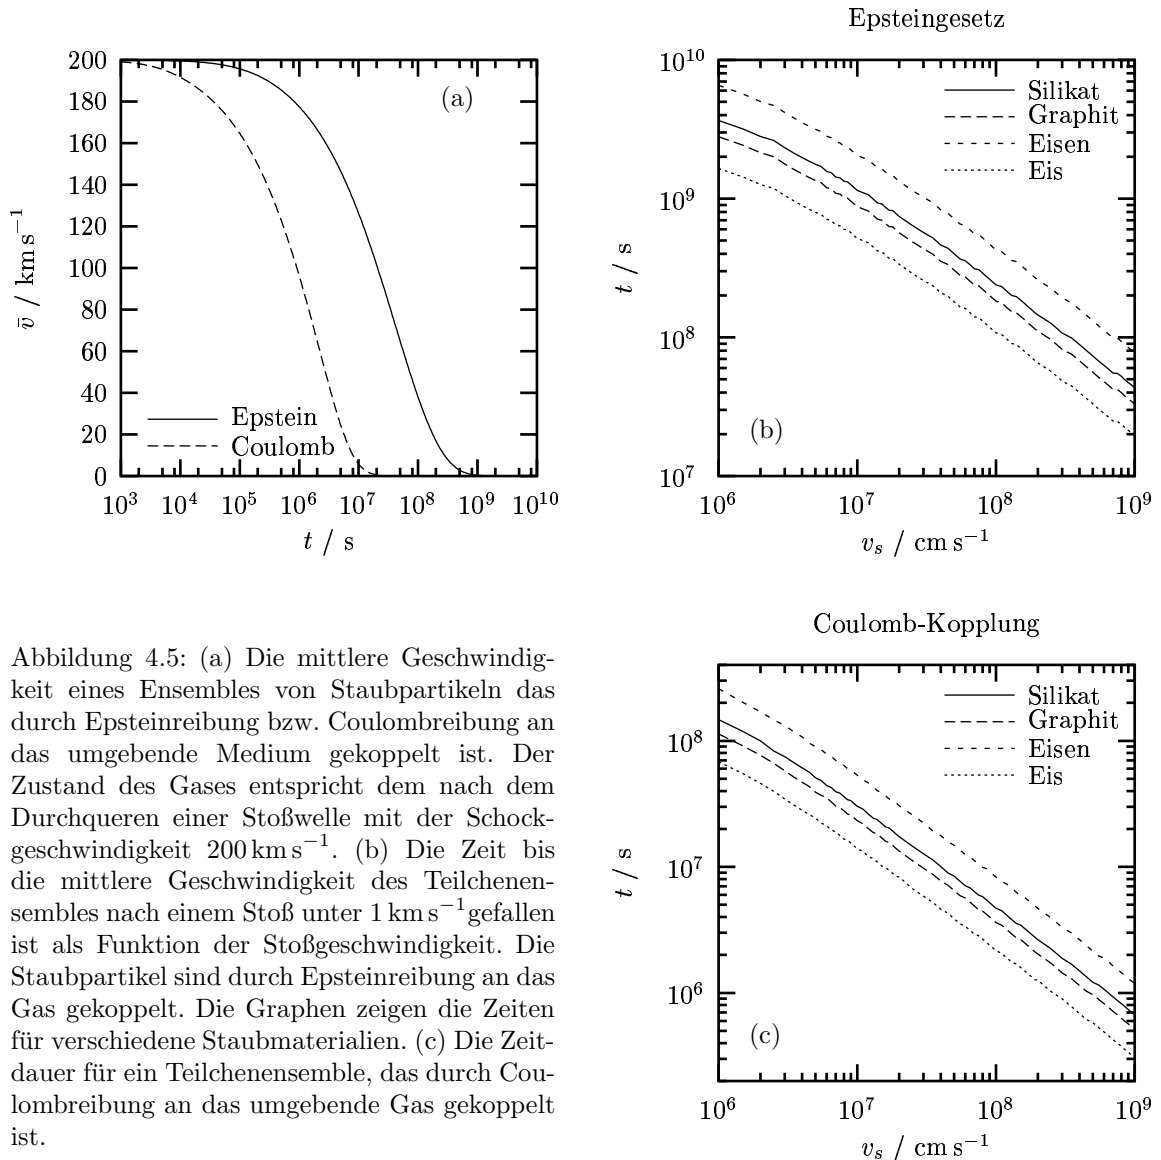 200
180
160
140
120
100
80
60
40
20
0
v̄ / km s⁻¹
(a)
Epstein
Coulomb
10³ 10⁴ 10⁵ 10⁶ 10⁷ 10⁸ 10⁹ 10¹⁰
t / s
Epsteingesetz
10¹⁰
10⁹
10⁸
10⁷
t / s
Silikat
Graphit
Eisen
Eis
(b)
10⁶ 10⁷ 10⁸ 10⁹
vₛ / cm s⁻¹
Abbildung 4.5: (a) Die mittlere Geschwindig-
keit eines Ensembles von Staubpartikeln das
durch Epsteinreibung bzw. Coulombreibung an
das umgebende Medium gekoppelt ist. Der
Zustand des Gases entspricht dem nach dem
Durchqueren einer Stoßwelle mit der Schock-
geschwindigkeit 200 km s⁻¹. (b) Die Zeit bis
die mittlere Geschwindigkeit des Teilchenen-
sembles nach einem Stoß unter 1 km s⁻¹gefallen
ist als Funktion der Stoßgeschwindigkeit. Die
Staubpartikel sind durch Epsteinreibung an das
Gas gekoppelt. Die Graphen zeigen die Zeiten
für verschiedene Staubmaterialien. (c) Die Zeit-
dauer für ein Teilchenensemble, das durch Cou-
lombreibung an das umgebende Gas gekoppelt
ist.
Coulomb-Kopplung
10⁸
10⁷
10⁶
t / s
Silikat
Graphit
Eisen
Eis
(c)
10⁶ 10⁷ 10⁸ 10⁹
vₛ / cm s⁻¹